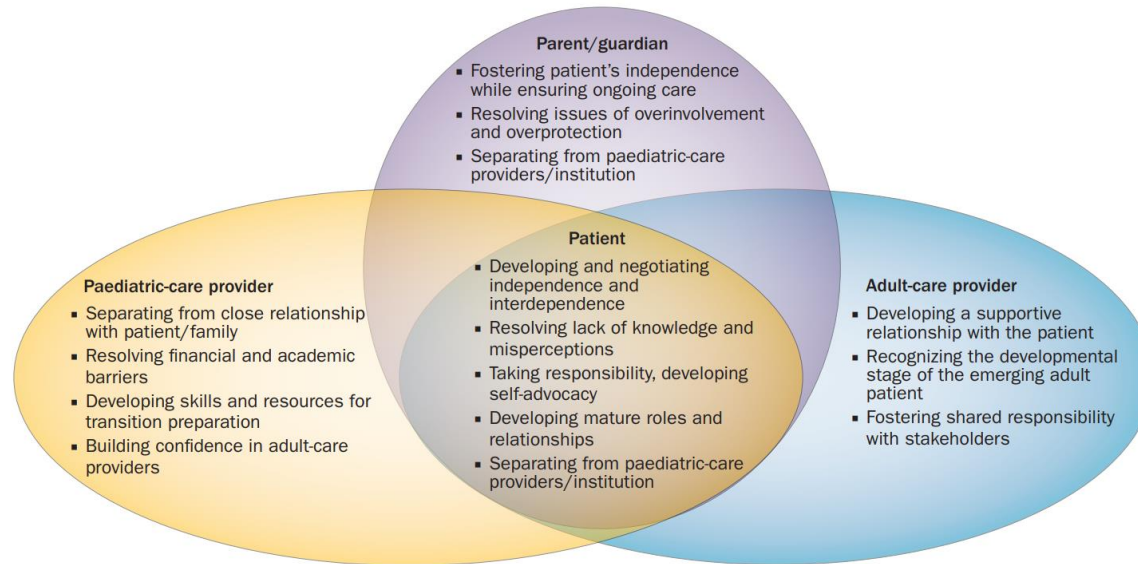 Parent/guardian
▪ Fostering patient's independence
while ensuring ongoing care
▪ Resolving issues of overinvolvement
and overprotection
▪ Separating from paediatric-care
providers/institution
Paediatric-care provider
▪ Separating from close relationship
with patient/family
▪ Resolving financial and academic
barriers
▪ Developing skills and resources for
transition preparation
▪ Building confidence in adult-care
providers
Patient
▪ Developing and negotiating
independence and
interdependence
▪ Resolving lack of knowledge and
misperceptions
▪ Taking responsibility, developing
self-advocacy
▪ Developing mature roles and
relationships
▪ Separating from paediatric-care
providers/institution
Adult-care provider
▪ Developing a supportive
relationship with the patient
▪ Recognizing the developmental
stage of the emerging adult
patient
▪ Fostering shared responsibility
with stakeholders